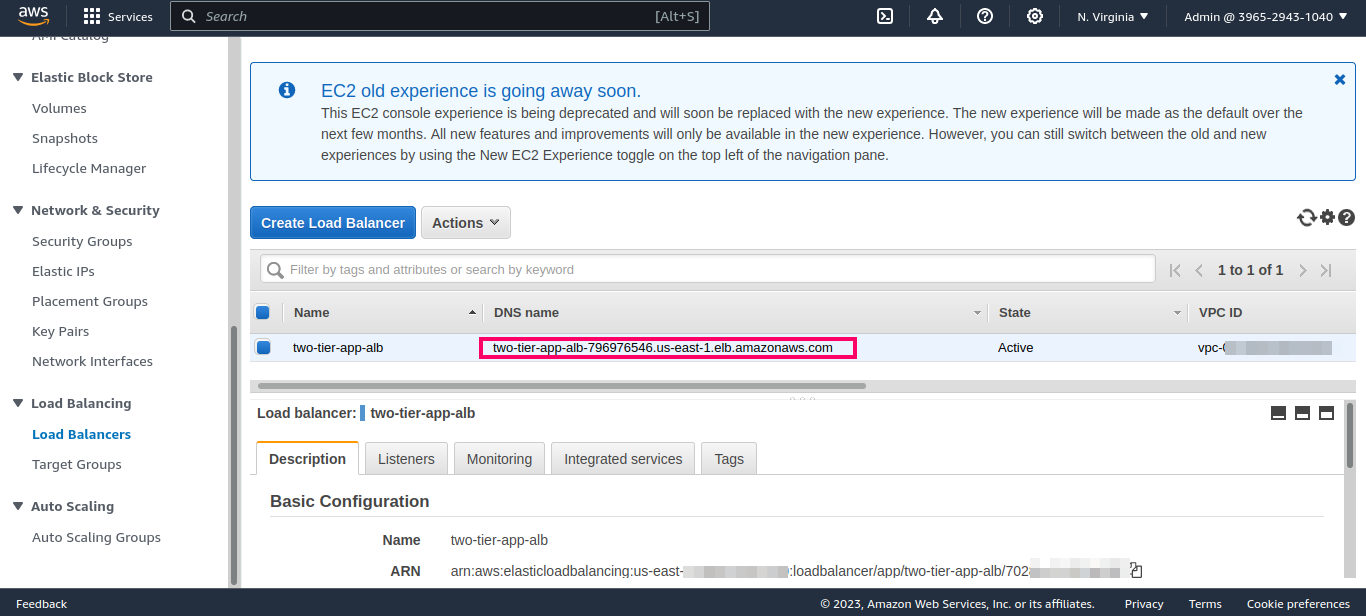 aws
Services
Search
[Alt+S]
N. Virginia
Admin @ 3965-2943-1040
AMI Catalog
Elastic Block Store
Volumes
Snapshots
Lifecycle Manager
Network & Security
Security Groups
Elastic IPs
Placement Groups
Key Pairs
Network Interfaces
Load Balancing
Load Balancers
Target Groups
Auto Scaling
Auto Scaling Groups
EC2 old experience is going away soon.
This EC2 console experience is being deprecated and will soon be replaced with the new experience. The new experience will be made as the default over the
next few months. All new features and improvements will only be available in the new experience. However, you can still switch between the old and new
experiences by using the New EC2 Experience toggle on the top left of the navigation pane.
Create Load Balancer
Actions
Filter by tags and attributes or search by keyword
1 to 1 of 1
Name DNS name State VPC ID
two-tier-app-alb two-tier-app-alb-796976546.us-east-1.elb.amazonaws.com Active vpc-
Load balancer: two-tier-app-alb
Description Listeners Monitoring Integrated services Tags
Basic Configuration
Name two-tier-app-alb
ARN arn:aws:elasticloadbalancing:us-east- :loadbalancer/app/two-tier-app-alb/702
Feedback
© 2023, Amazon Web Services, Inc. or its affiliates. Privacy Terms Cookie preferences